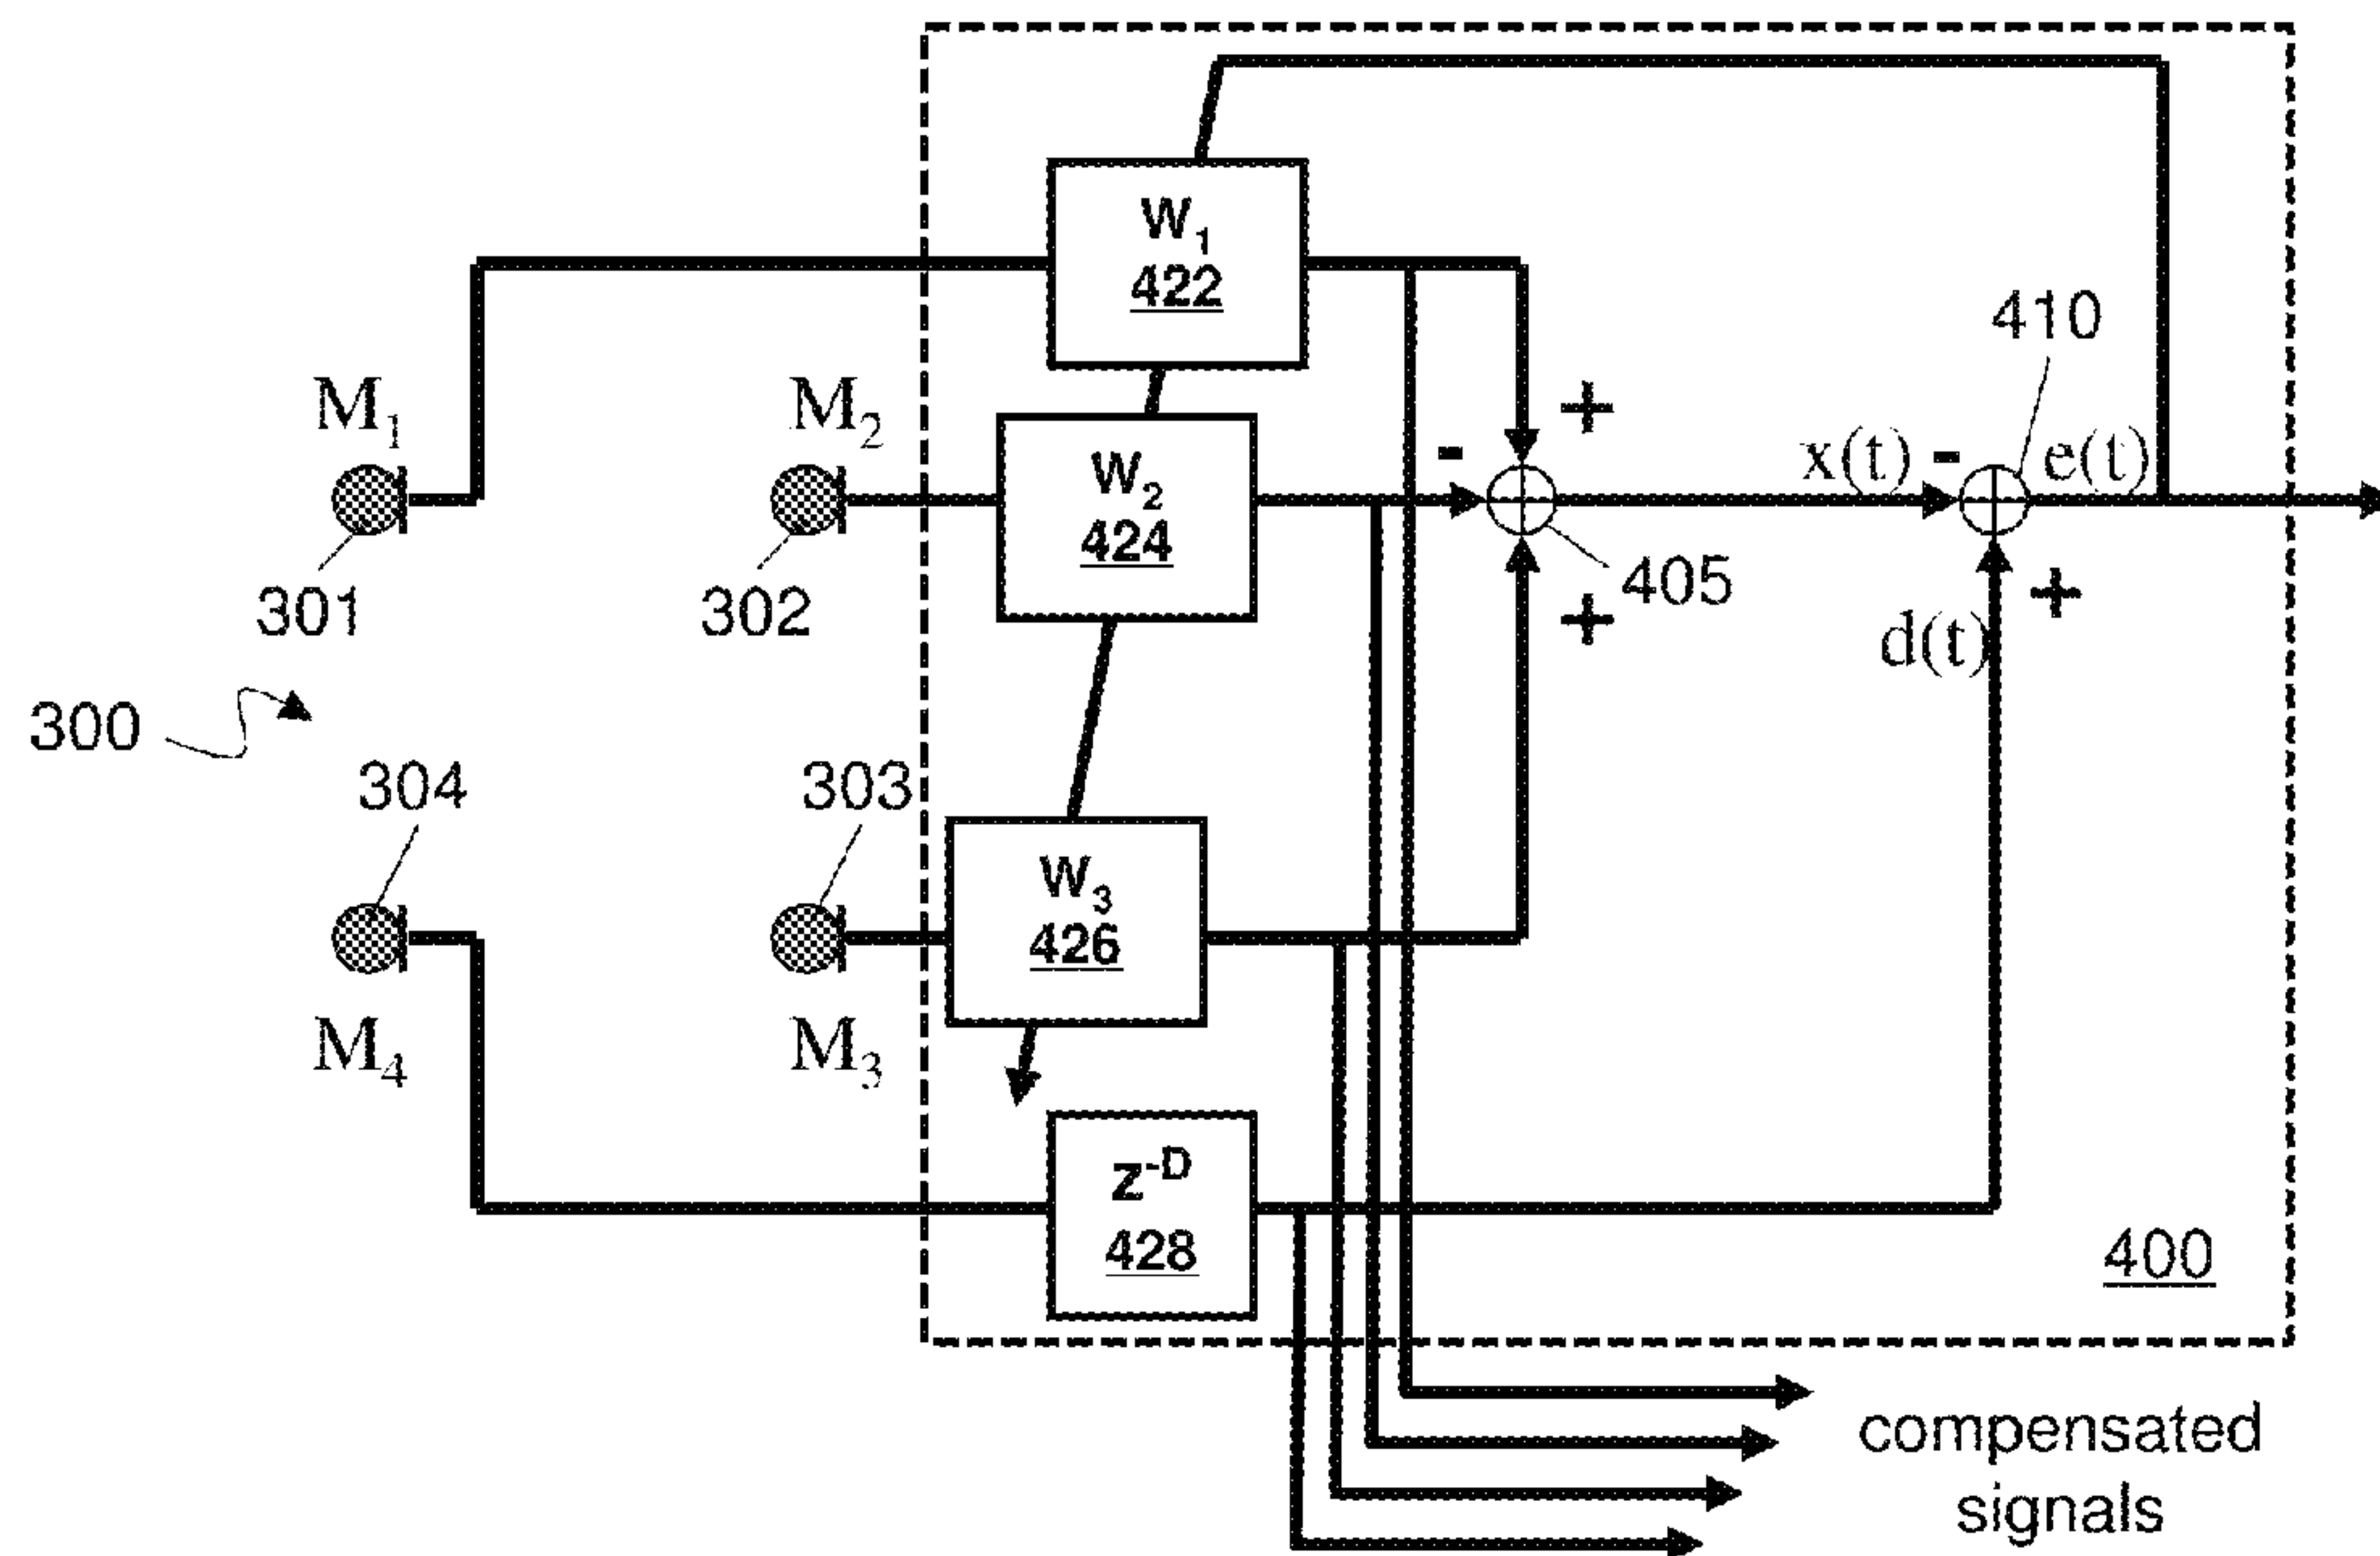 W1
422
410
M1
M2
+
-
x(t)
-
e(t)
W2
424
301
302
405
+
+
d(t)
300
304
303
W3
426
M4
M3
z-D
428
400
compensated
signals